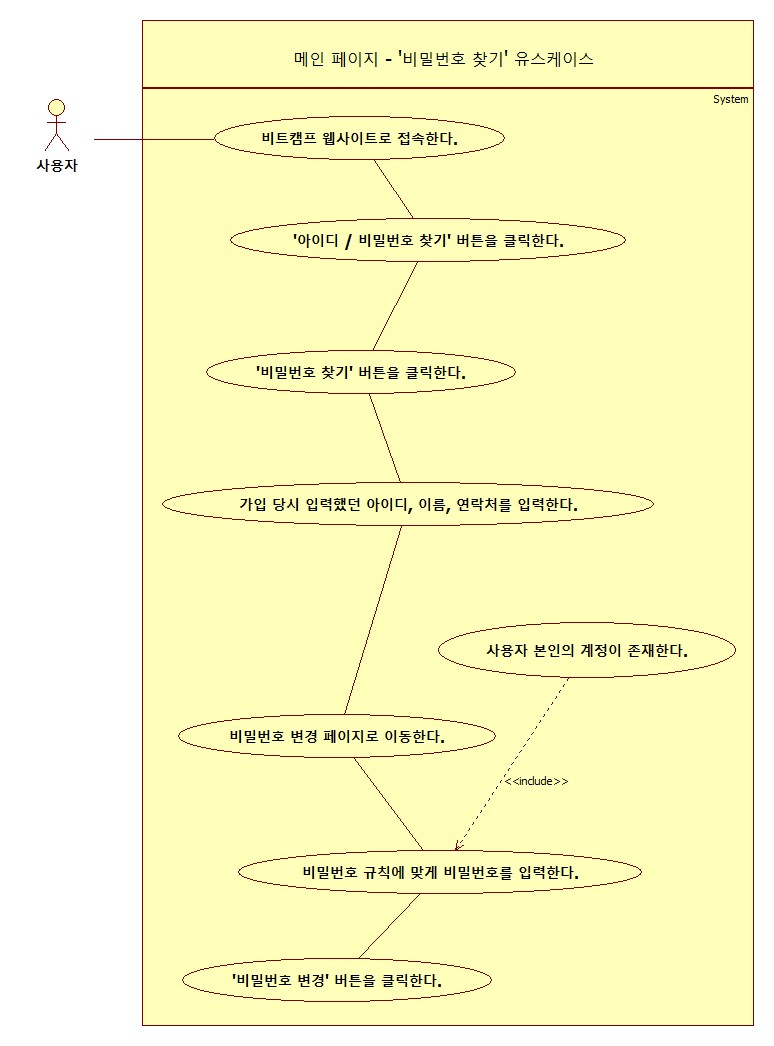 메인 페이지 - '비밀번호 찾기' 유스케이스
System
사용자
비트캠프 웹사이트로 접속한다.
'아이디 / 비밀번호 찾기' 버튼을 클릭한다.
'비밀번호 찾기' 버튼을 클릭한다.
가입 당시 입력했던 아이디, 이름, 연락처를 입력한다.
사용자 본인의 계정이 존재한다.
비밀번호 변경 페이지로 이동한다.
<<include>>
비밀번호 규칙에 맞게 비밀번호를 입력한다.
'비밀번호 변경' 버튼을 클릭한다.